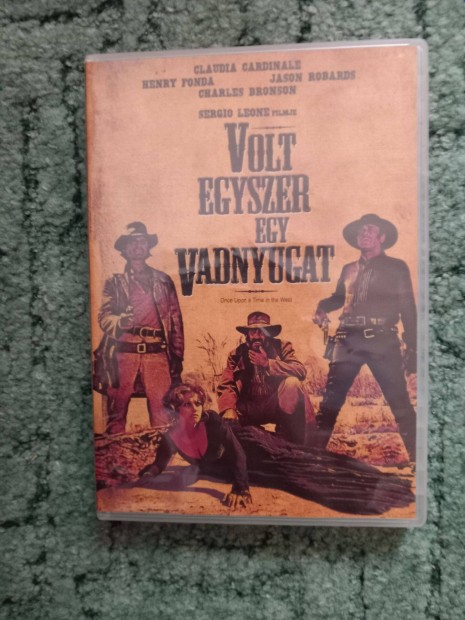 CLAUDIA CARDINALE
HENRY FONDA JASON ROBARDS
CHARLES BRONSON
SERGIO LEONE FILMJE
VOLT
EGYSZER
EGY
VADNYUGAT
Once Upon a Time in the West